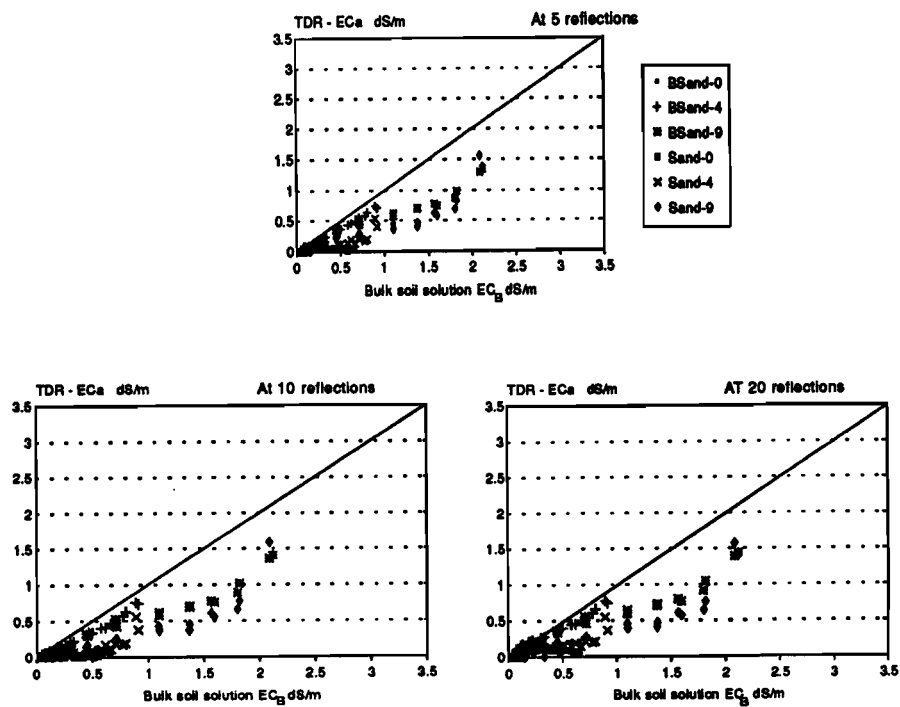 TDR - ECa dS/m At 5 reflections
3.5
3
2.5
2
1.5
1
0.5
0
0 0.5 1 1.5 2 2.5 3 3.5
Bulk soil solution ECB dS/m
BSand-0
BSand-4
BSand-9
Sand-0
Sand-4
Sand-9
TDR - ECa dS/m At 10 reflections
3.5
3
2.5
2
1.5
1
0.5
0
0 0.5 1 1.5 2 2.5 3 3.5
Bulk soil solution ECB dS/m
TDR - ECa dS/m AT 20 reflections
3.5
3
2.5
2
1.5
1
0.5
0
0 0.5 1 1.5 2 2.5 3 3.5
Bulk soil solution ECB dS/m